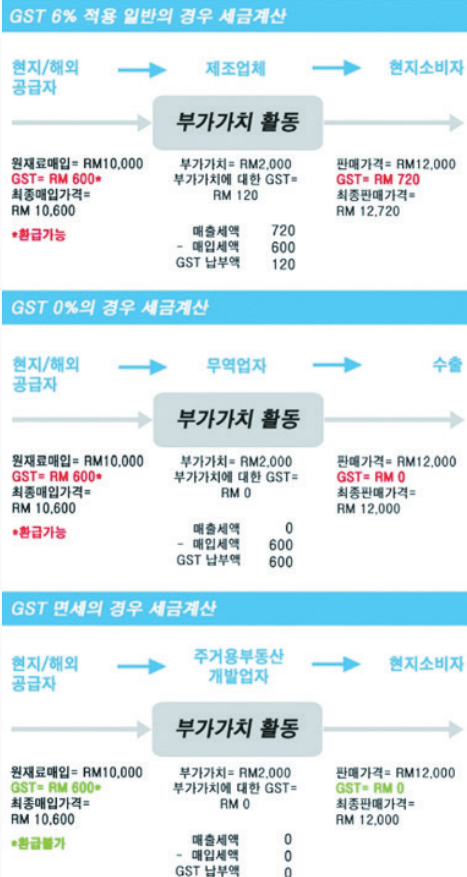 GST 6% 적용 일반의 경우 세금계산
현지/해외 제조업체 현지소비자
공급자
부가가치 활동
원재료매입= RM10,000 부가가치= RM2,000 판매가격= RM12,000
GST= RM 600* 부가가치에 대한 GST= GST= RM 720
최종매입가격= RM 120 최종판매가격=
RM 10,600 RM 12,720
*환급가능 매출세액 720
- 매입세액 600
GST 납부액 120
GST 0%의 경우 세금계산
현지/해외 무역업자 수출
공급자
부가가치 활동
원재료매입= RM10,000 부가가치= RM2,000 판매가격= RM12,000
GST= RM 600* 부가가치에 대한 GST= GST= RM 0
최종매입가격= RM 0 최종판매가격=
RM 10,600 RM 12,000
*환급가능 매출세액 0
- 매입세액 600
GST 납부액 600
GST 면세의 경우 세금계산
현지/해외 주거용부동산 현지소비자
공급자 개발업자
부가가치 활동
원재료매입= RM10,000 부가가치= RM2,000 판매가격= RM12,000
GST= RM 600* 부가가치에 대한 GST= GST= RM 0
최종매입가격= RM 0 최종판매가격=
RM 10,600 RM 12,000
*환급불가 매출세액 0
- 매입세액 0
GST 납부액 0